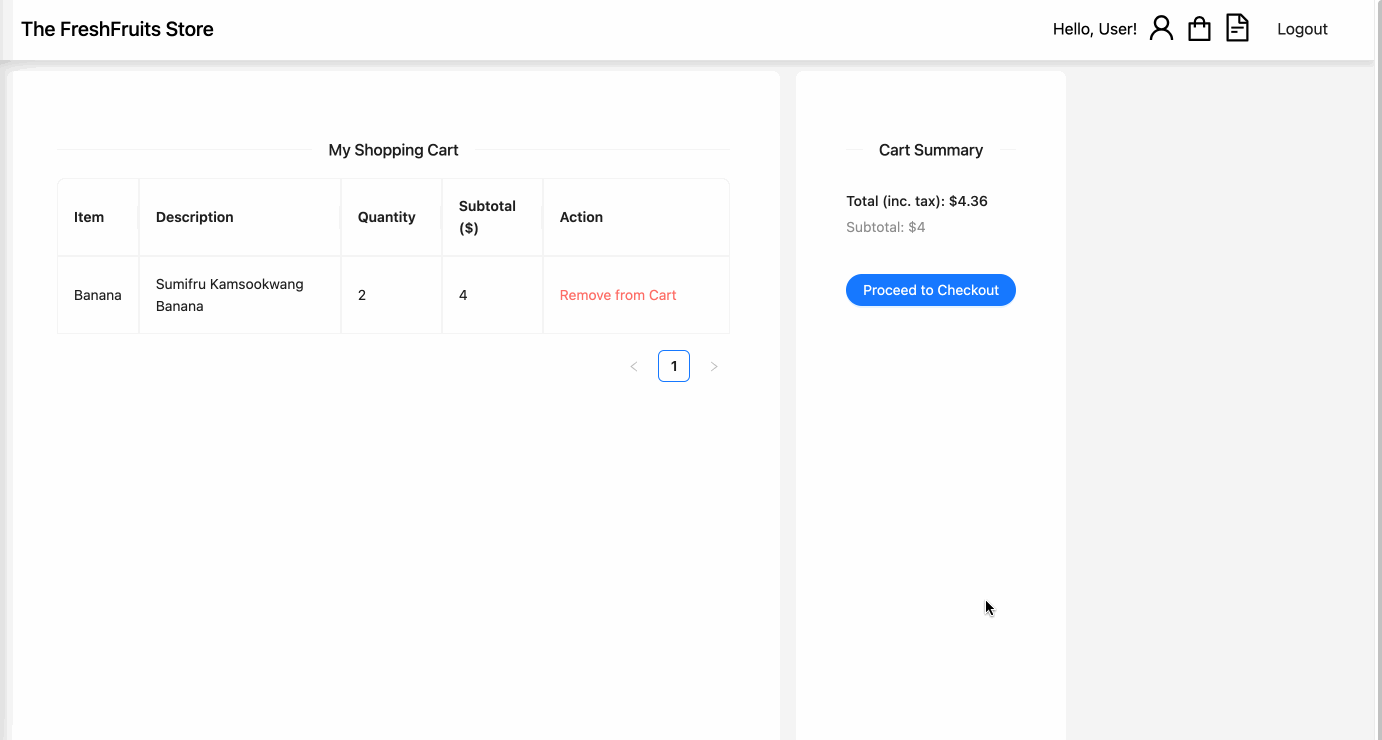 The FreshFruits Store
Hello, User!
Logout
My Shopping Cart
Item
Description
Quantity
Subtotal
($)
Action
Banana
Sumifru Kamsookwang
Banana
2
4
Remove from Cart
< 1 >
Cart Summary
Total (inc. tax): $4.36
Subtotal: $4
Proceed to Checkout